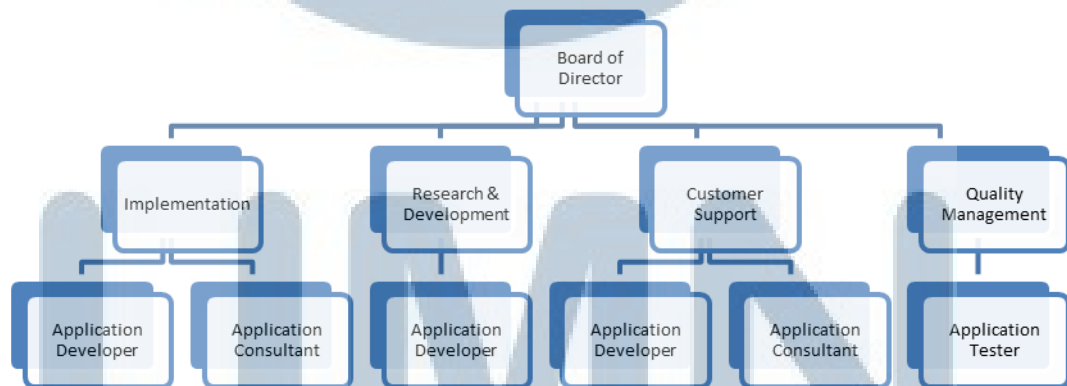 Board of
Director
Implementation
Research &
Development
Customer
Support
Quality
Management
Application
Developer
Application
Consultant
Application
Developer
Application
Developer
Application
Consultant
Application
Tester